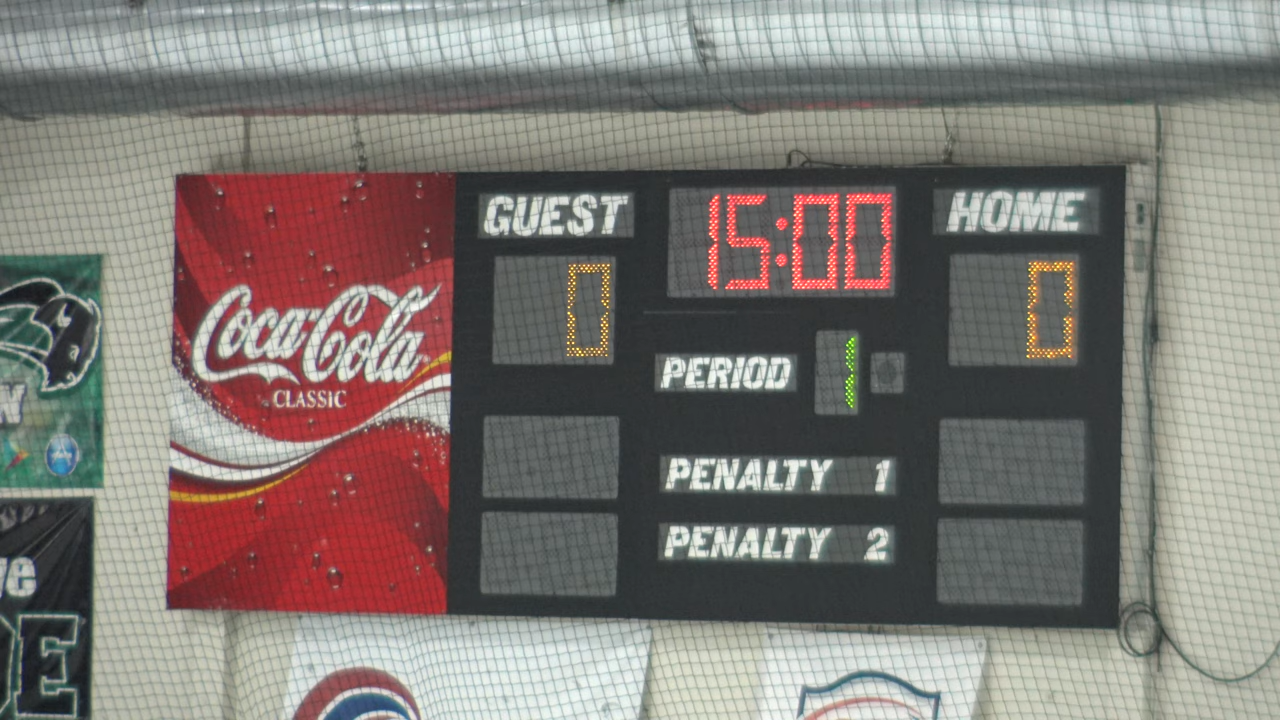 GUEST
15:00
HOME
0
0
Coca-Cola
CLASSIC
PERIOD 1
PENALTY 1
PENALTY 2